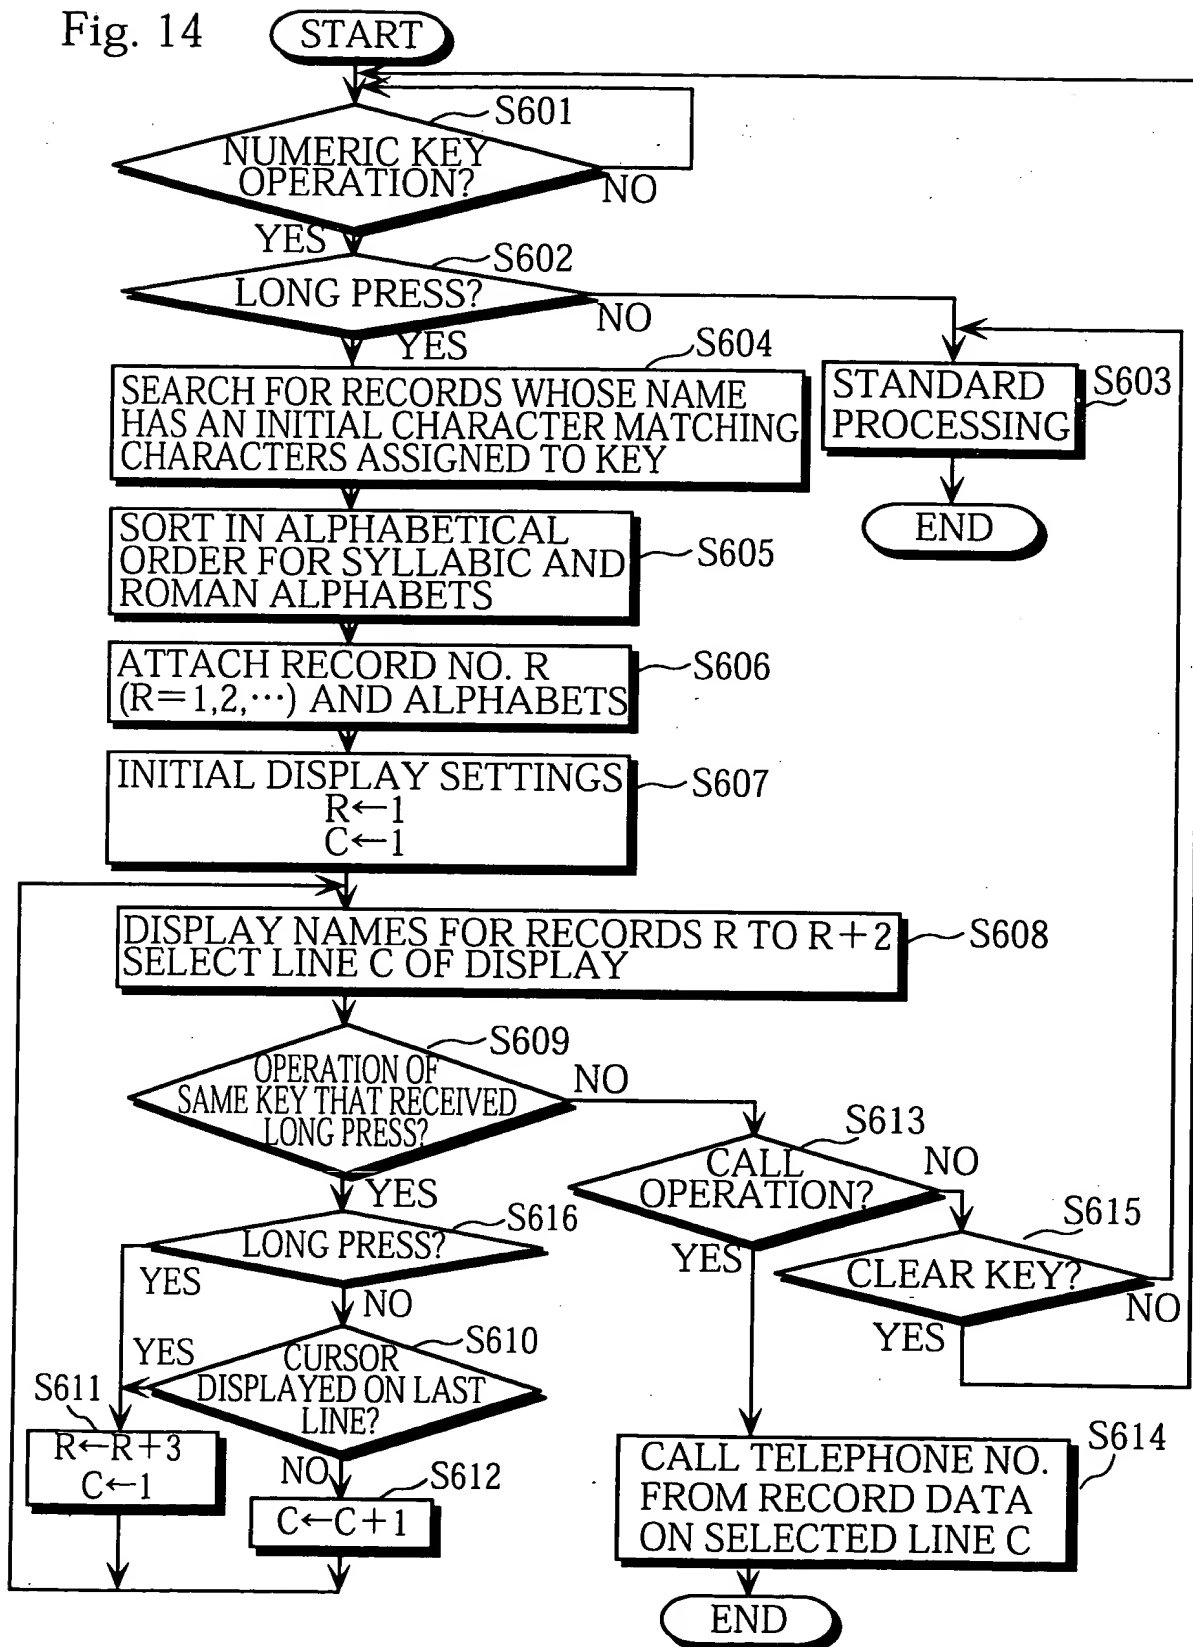 Fig. 14
START
S601
NUMERIC KEY
OPERATION?
NO
YES
S602
LONG PRESS?
NO
YES
S604
SEARCH FOR RECORDS WHOSE NAME
HAS AN INITIAL CHARACTER MATCHING
CHARACTERS ASSIGNED TO KEY
STANDARD
PROCESSING
S603
END
SORT IN ALPHABETICAL
ORDER FOR SYLLABIC AND
ROMAN ALPHABETS
S605
ATTACH RECORD NO. R
(R=1,2,···) AND ALPHABETS
S606
INITIAL DISPLAY SETTINGS
R←1
C←1
S607
DISPLAY NAMES FOR RECORDS R TO R+2
SELECT LINE C OF DISPLAY
S608
S609
OPERATION OF
SAME KEY THAT RECEIVED
LONG PRESS?
NO
YES
S613
CALL
OPERATION?
NO
YES
S616
LONG PRESS?
YES
NO
S615
CLEAR KEY?
NO
YES
S610
CURSOR
DISPLAYED ON LAST
LINE?
YES
NO
S611
R←R+3
C←1
S612
C←C+1
S614
CALL TELEPHONE NO.
FROM RECORD DATA
ON SELECTED LINE C
END